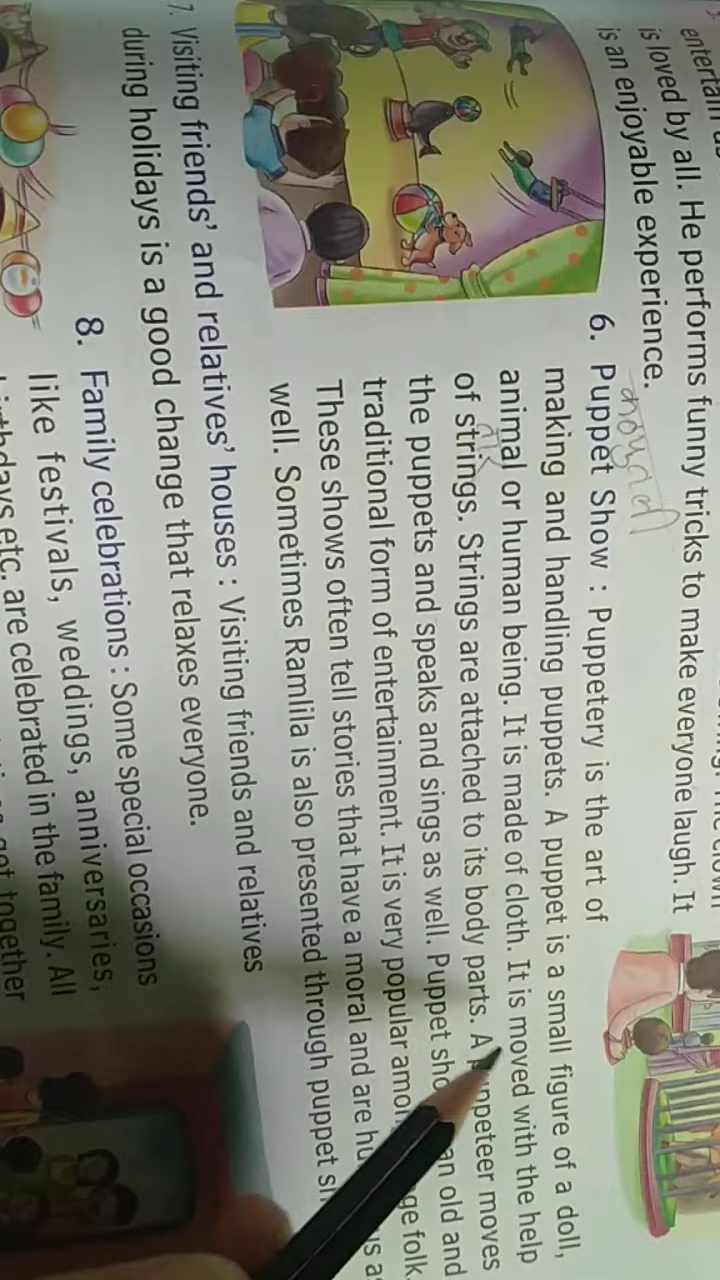 entertain us
is loved by all. He performs funny tricks to make everyone laugh. It
is an enjoyable experience.
6. Puppet Show : Puppetery is the art of
making and handling puppets. A puppet is a small figure of a doll,
animal or human being. It is made of cloth. It is moved with the help
of strings. Strings are attached to its body parts. A puppeteer moves
the puppets and speaks and sings as well. Puppet an old and
traditional form of entertainment. It is very popular folk.
These shows often tell stories that have a moral and are
well. Sometimes Ramlila is also presented through puppet
7. Visiting friends' and relatives' houses : Visiting friends and relatives
during holidays is a good change that relaxes everyone.
8. Family celebrations : Some special occasions
like festivals, weddings, anniversaries,
etc. are celebrated in the family. All
get together